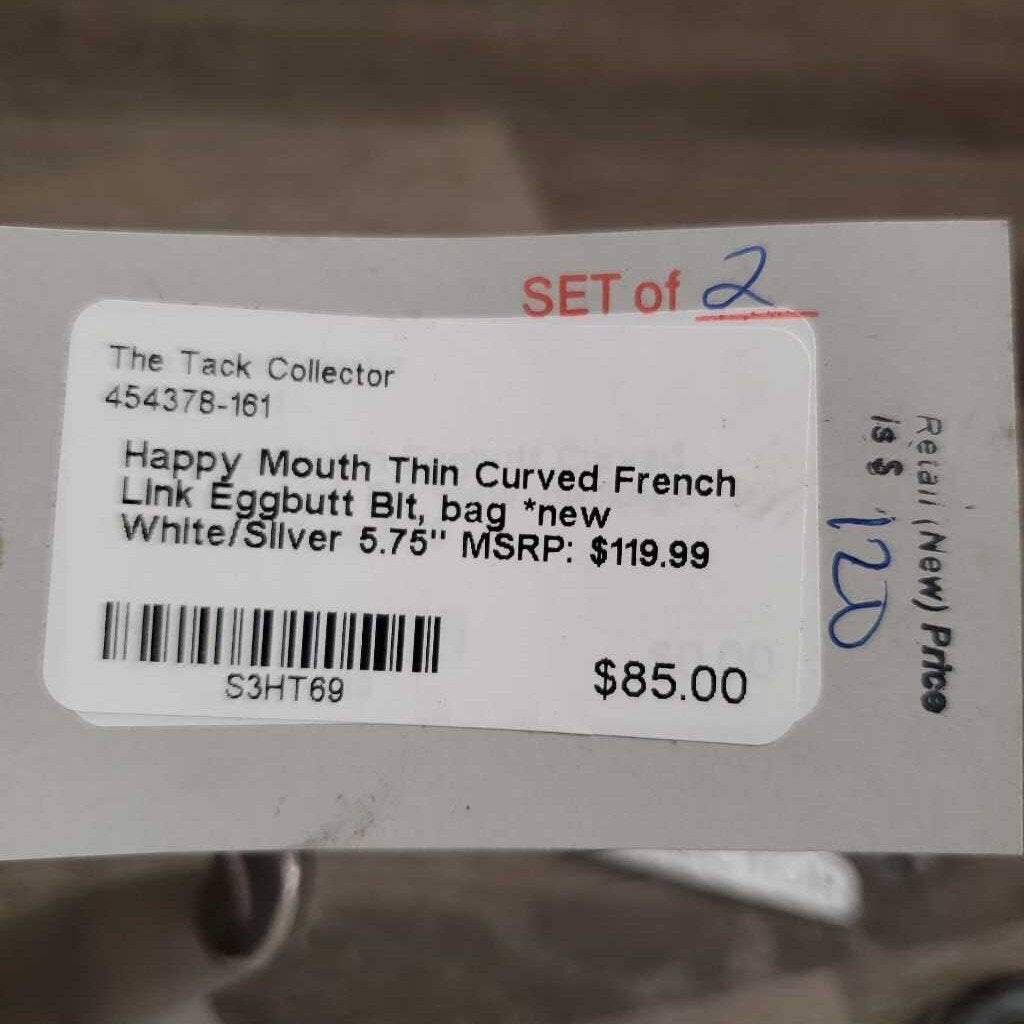 SET of 2
The Tack Collector
454378-161
Happy Mouth Thin Curved French
Link Eggbutt Bit, bag *new
White/Silver 5.75" MSRP: $119.99
S3HT69
$85.00
Retail (New) Price
is $ 120